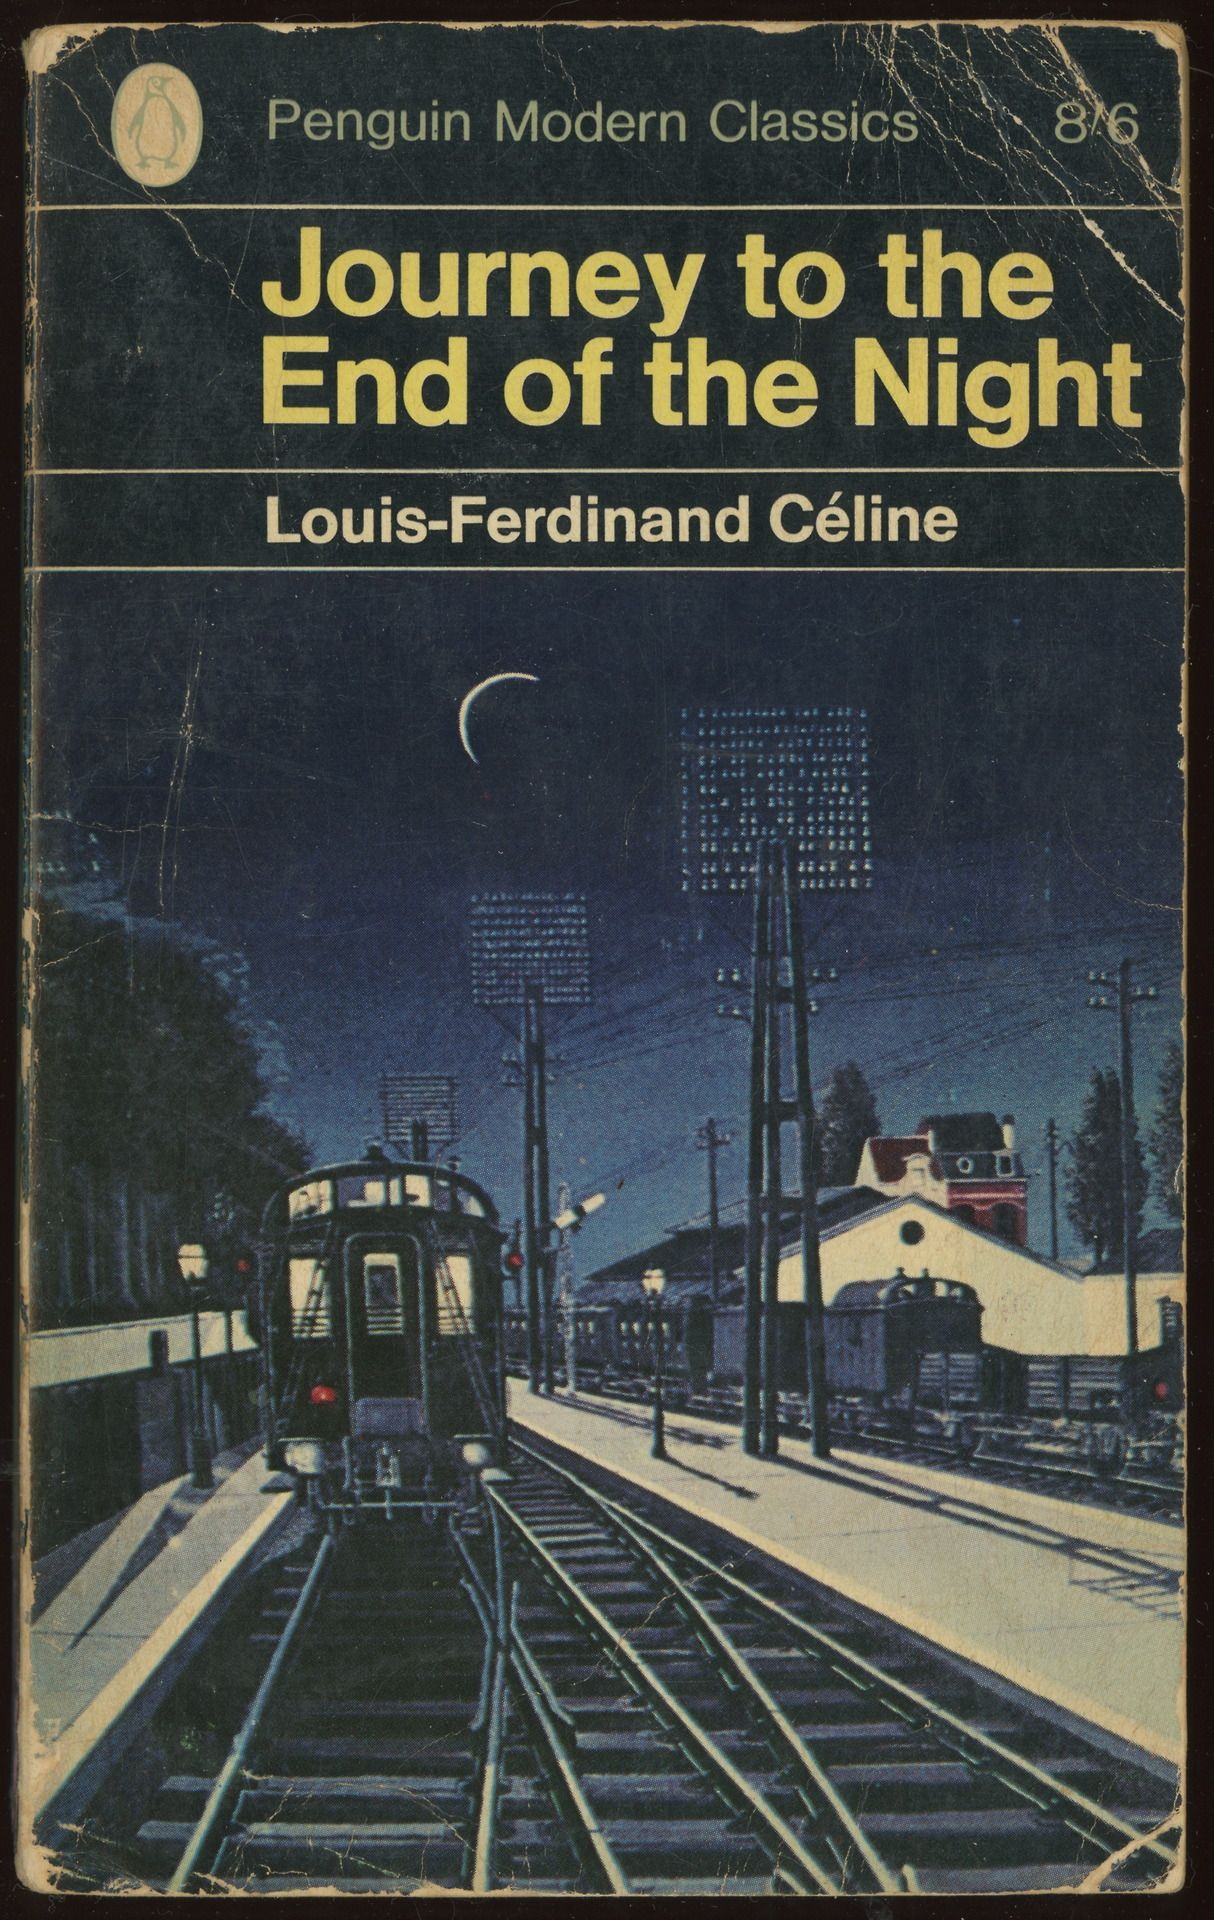 Penguin Modern Classics 8/6
Journey to the
End of the Night
Louis-Ferdinand Céline